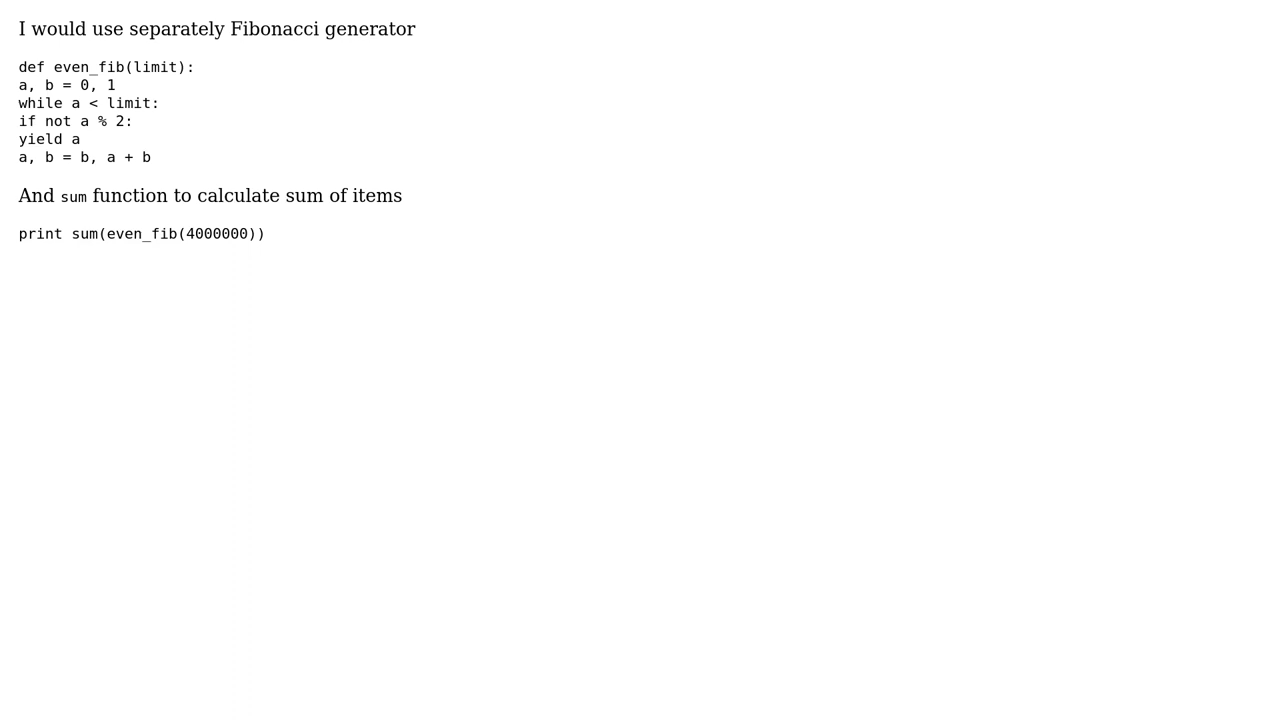 I would use separately Fibonacci generator
def even_fib(limit):
a, b = 0, 1
while a < limit:
if not a % 2:
yield a
a, b = b, a + b
And sum function to calculate sum of items
print sum(even_fib(4000000))